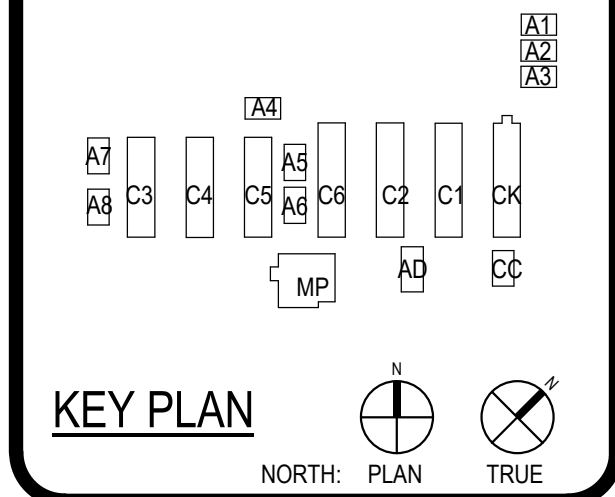 A1
A2
A3
A4
A7 A5
C3 C4 C5 C6 C2 C1 CK
A8 A6
AD CC
MP
KEY PLAN
N N
NORTH: PLAN TRUE